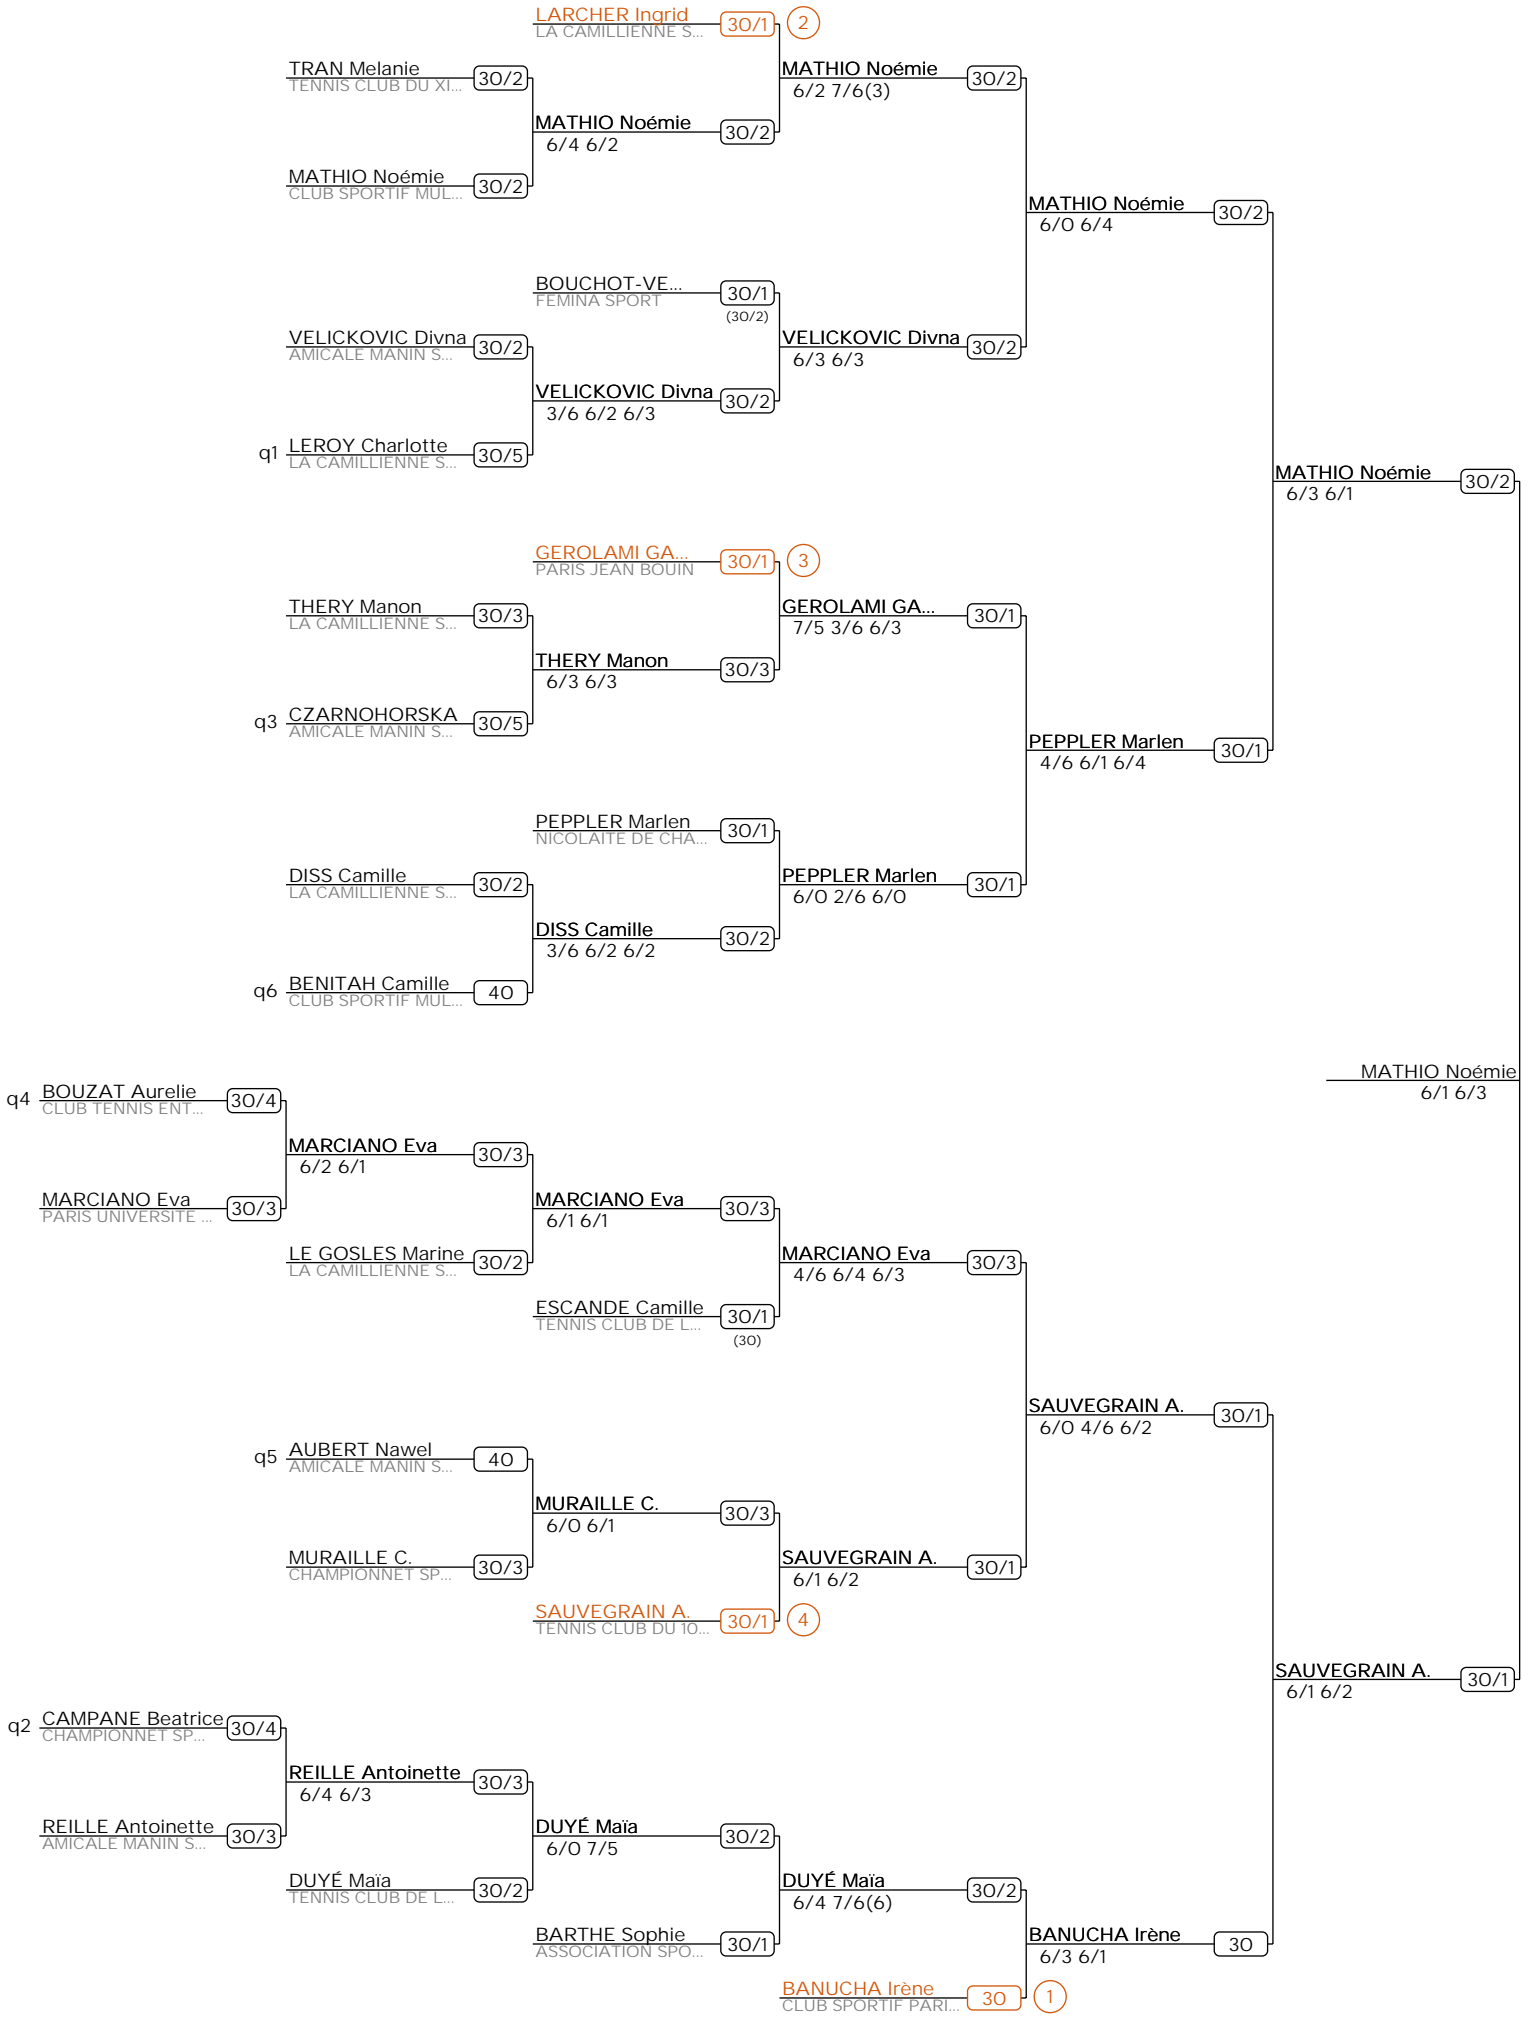 LARCHER Ingrid 30/1 2
LA CAMILLIENNE S...
TRAN Melanie 30/2
TENNIS CLUB DU XI...
MATHIO Noémie 30/2
6/2 7/6(3)
MATHIO Noémie 30/2
6/4 6/2
MATHIO Noémie 30/2
CLUB SPORTIF MUL...
MATHIO Noémie 30/2
6/0 6/4
BOUCHOT-VE... 30/1
FEMINA SPORT
(30/2)
VELICKOVIC Divna 30/2
AMICALE MANIN S...
VELICKOVIC Divna 30/2
6/3 6/3
VELICKOVIC Divna 30/2
3/6 6/2 6/3
q1 LEROY Charlotte 30/5
LA CAMILLIENNE S...
MATHIO Noémie 30/2
6/3 6/1
GEROLAMI GA... 30/1 3
PARIS JEAN BOUIN
THERY Manon 30/3
LA CAMILLIENNE S...
GEROLAMI GA... 30/1
7/5 3/6 6/3
THERY Manon 30/3
6/3 6/3
q3 CZARNOHORSKA 30/5
AMICALE MANIN S...
PEPPLER Marlen 30/1
4/6 6/1 6/4
PEPPLER Marlen 30/1
NICOLAITE DE CHA...
DISS Camille 30/2
LA CAMILLIENNE S...
PEPPLER Marlen 30/1
6/0 2/6 6/0
DISS Camille 30/2
3/6 6/2 6/2
q6 BENITAH Camille 40
CLUB SPORTIF MUL...
MATHIO Noémie
6/1 6/3
q4 BOUZAT Aurelie 30/4
CLUB TENNIS ENT...
MARCIANO Eva 30/3
6/2 6/1
MARCIANO Eva 30/3
PARIS UNIVERSITE ...
MARCIANO Eva 30/3
6/1 6/1
LE GOSLES Marine 30/2
LA CAMILLIENNE S...
MARCIANO Eva 30/3
4/6 6/4 6/3
ESCANDE Camille 30/1
TENNIS CLUB DE L...
(30)
SAUVEGRAIN A. 30/1
6/0 4/6 6/2
q5 AUBERT Nawel 40
AMICALE MANIN S...
MURAILLE C. 30/3
6/0 6/1
MURAILLE C. 30/3
CHAMPIONNET SP...
SAUVEGRAIN A. 30/1
6/1 6/2
SAUVEGRAIN A. 30/1 4
TENNIS CLUB DU 10...
SAUVEGRAIN A. 30/1
6/1 6/2
q2 CAMPANE Beatrice 30/4
CHAMPIONNET SP...
REILLE Antoinette 30/3
6/4 6/3
REILLE Antoinette 30/3
AMICALE MANIN S...
DUYÉ Maïa 30/2
6/0 7/5
DUYÉ Maïa 30/2
TENNIS CLUB DE L...
DUYÉ Maïa 30/2
6/4 7/6(6)
BARTHE Sophie 30/1
ASSOCIATION SPO...
BANUCHA Irène 30
6/3 6/1
BANUCHA Irène 30 1
CLUB SPORTIF PARI...